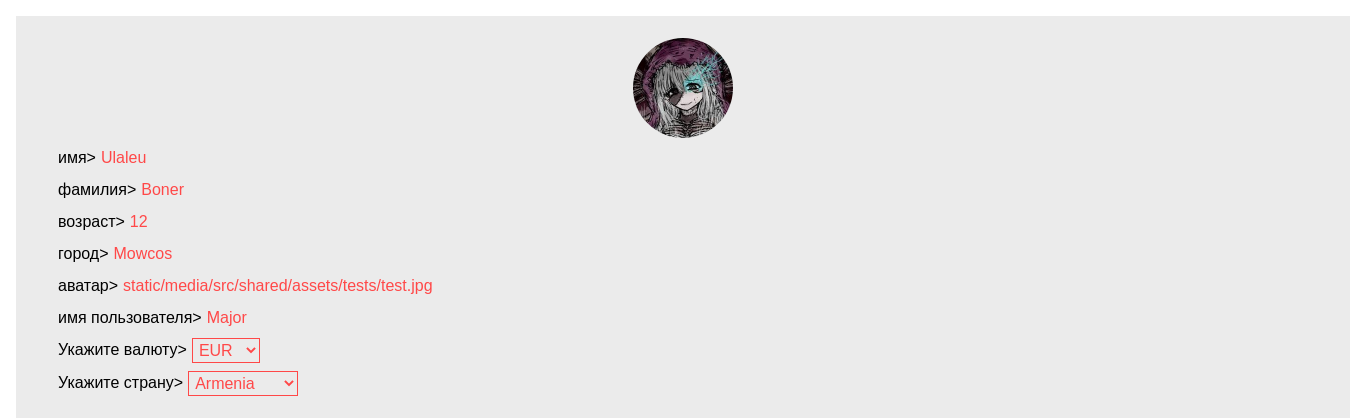 имя> Ulaleu
фамилия> Boner
возраст> 12
город> Mowcos
аватар> static/media/src/shared/assets/tests/test.jpg
имя пользователя> Major
Укажите валюту> EUR
Укажите страну> Armenia